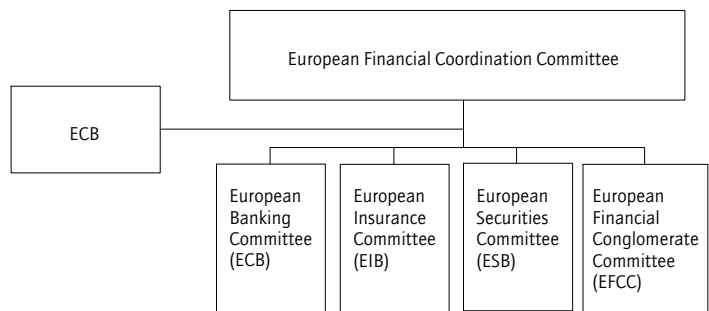 European Financial Coordination Committee
ECB
European
Banking
Committee
(ECB)
European
Insurance
Committee
(EIB)
European
Securities
Committee
(ESB)
European
Financial
Conglomerate
Committee
(EFCC)